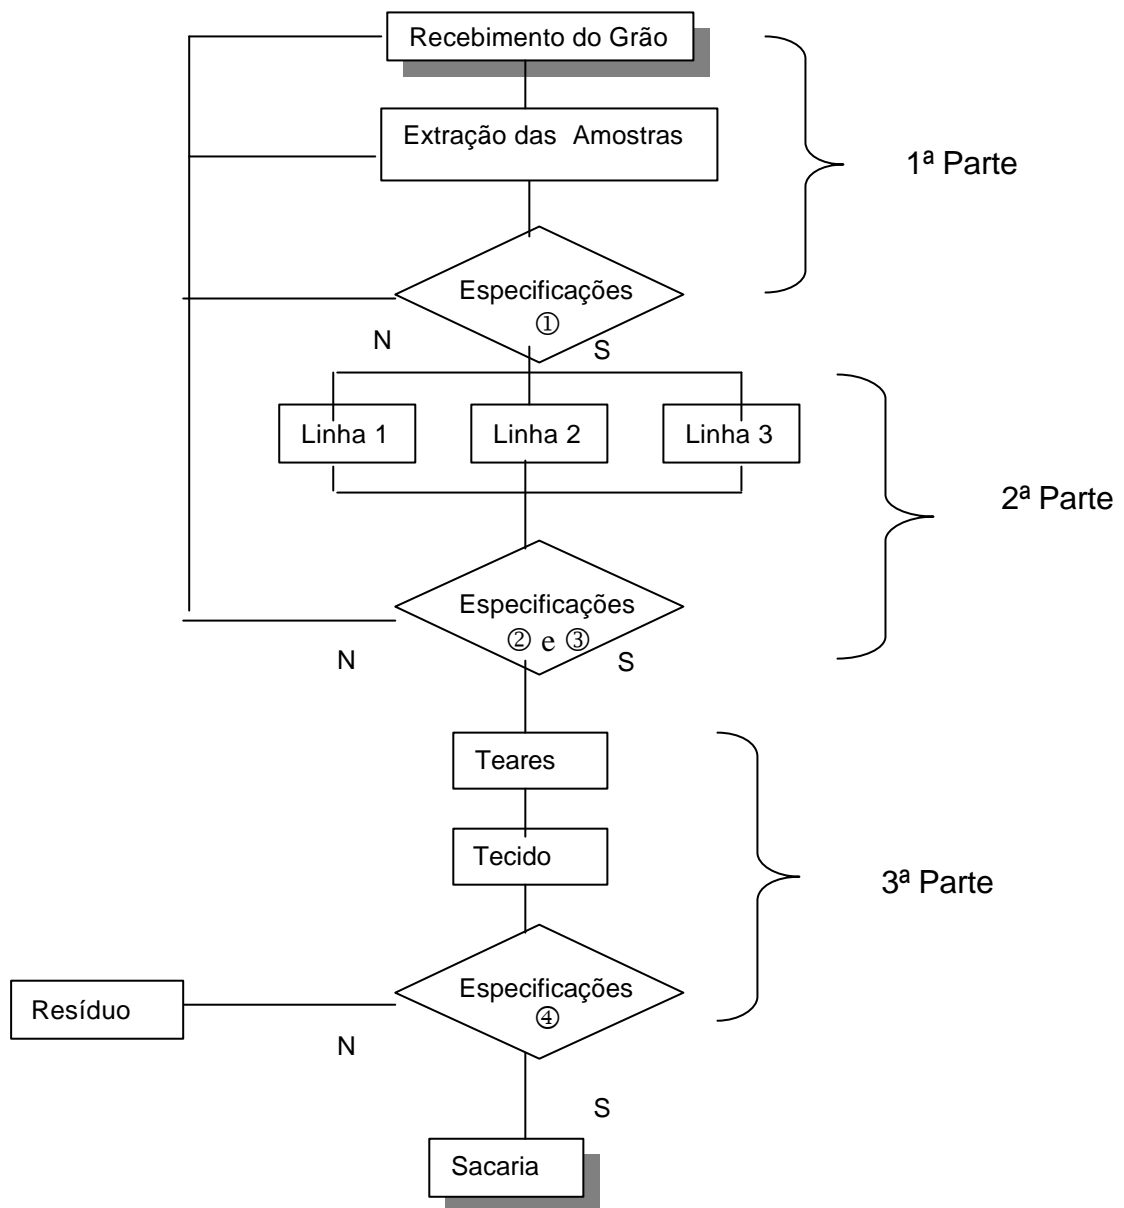 Recebimento do Grão
Extração das Amostras
1ª Parte
Especificações
①
N
S
Linha 1
Linha 2
Linha 3
2ª Parte
Especificações
② e ③
N
S
Teares
Tecido
3ª Parte
Especificações
④
Resíduo
N
S
Sacaria